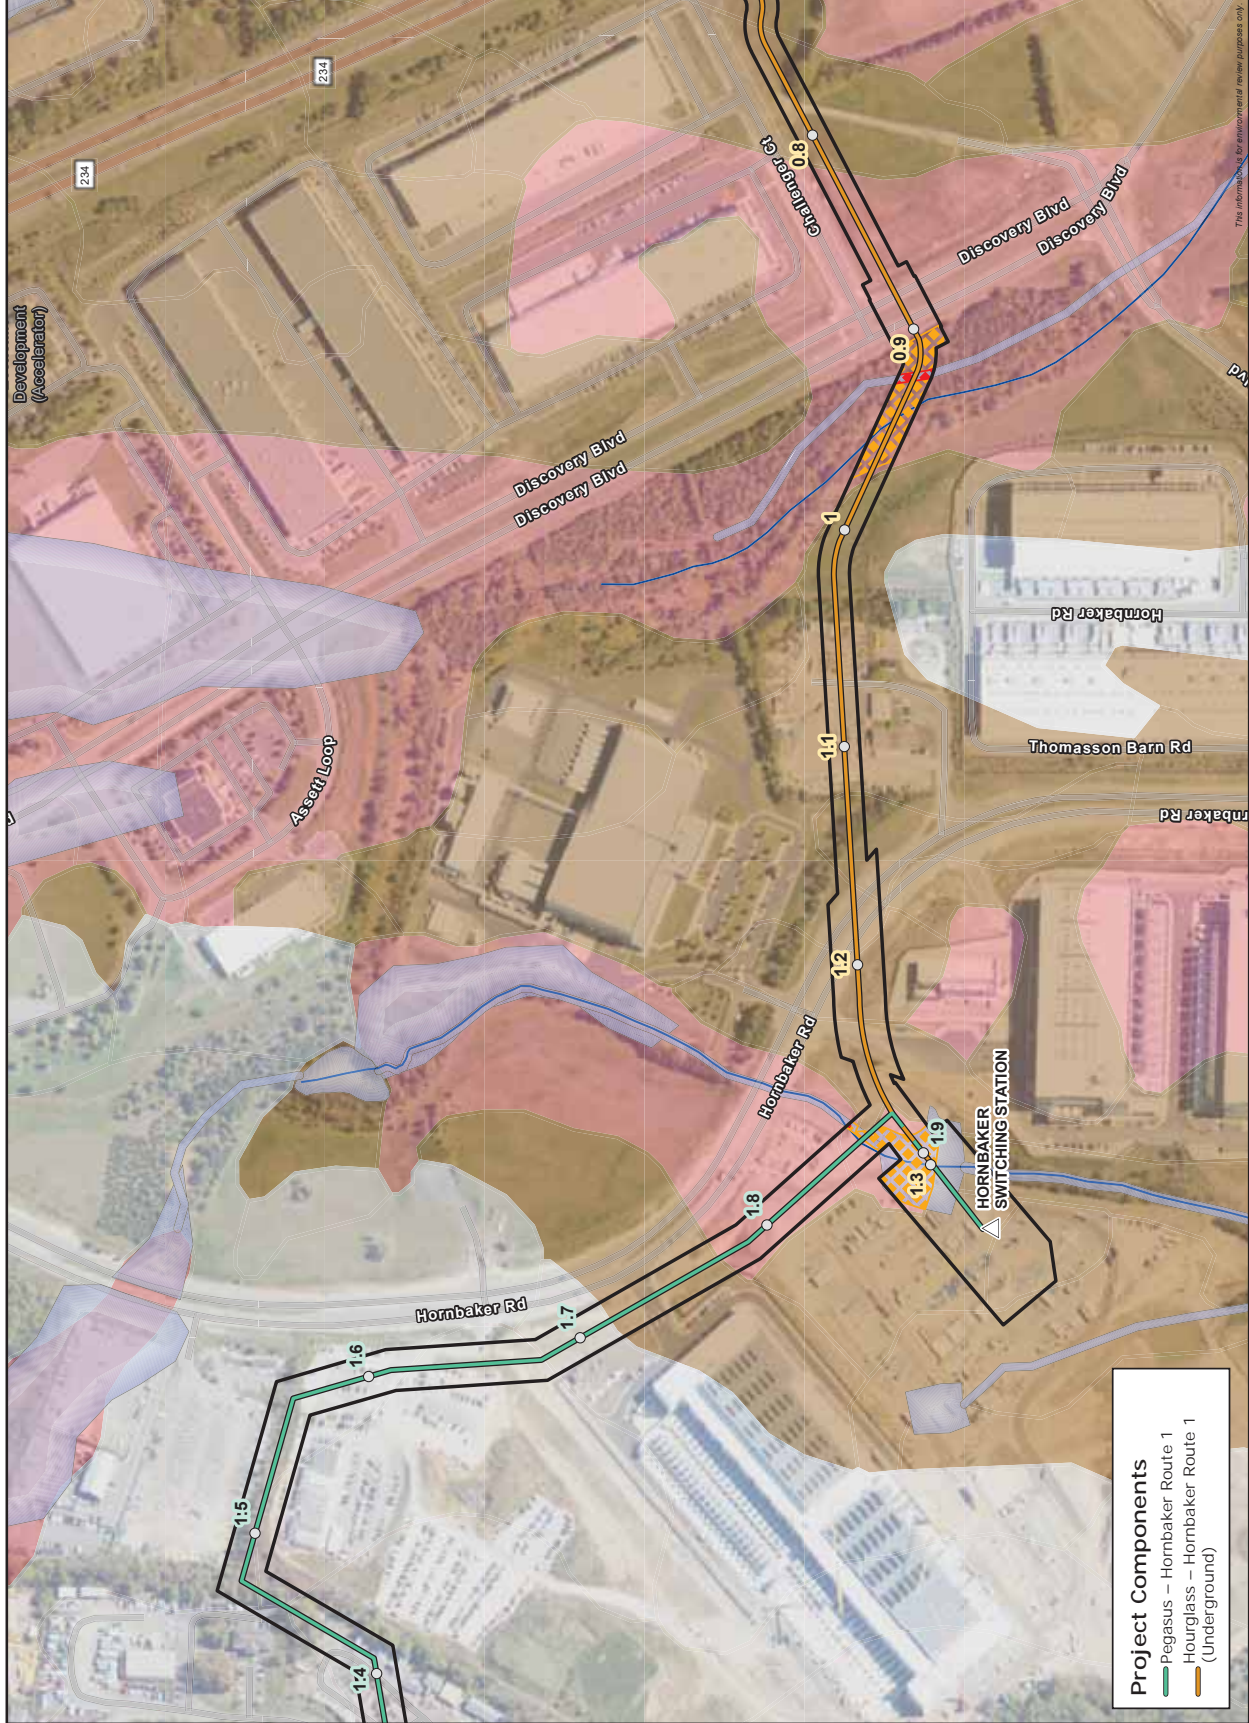 Development
(Accelerator)
234
234
Challenger Ct
0.8
Discovery Blvd
Discovery Blvd
0.9
Discovery Blvd
Discovery Blvd
1
Hornbaker Rd
Assett Loop
1.1
Thomasson Barn Rd
1.2
Hornbaker Rd
HORNBAKER
SWITCHING STATION
1.9
1.3
1.8
Hornbaker Rd
1.7
1.6
1.5
1.4
Project Components
Pegasus – Hornbaker Route 1
Hourglass – Hornbaker Route 1
(Underground)
This information is for environmental review purposes only.